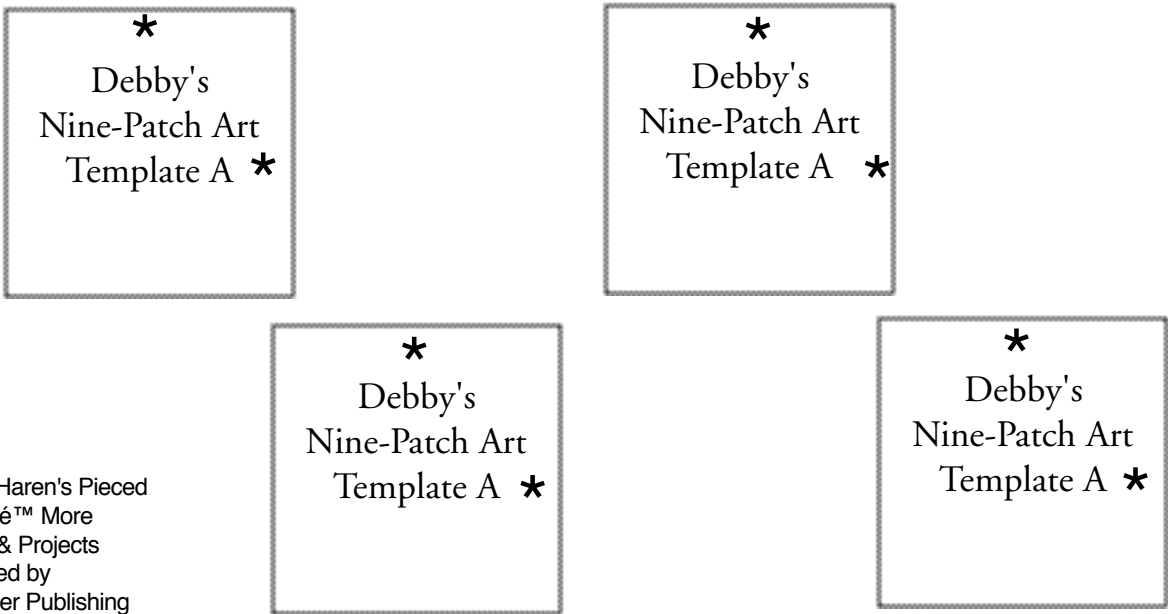 *
Debby's
Nine-Patch Art
Template A *
*
Debby's
Nine-Patch Art
Template A *
*
Debby's
Nine-Patch Art
Template A *
*
Debby's
Nine-Patch Art
Template A *
Haren's Pieced
é™ More
& Projects
ed by
er Publishing